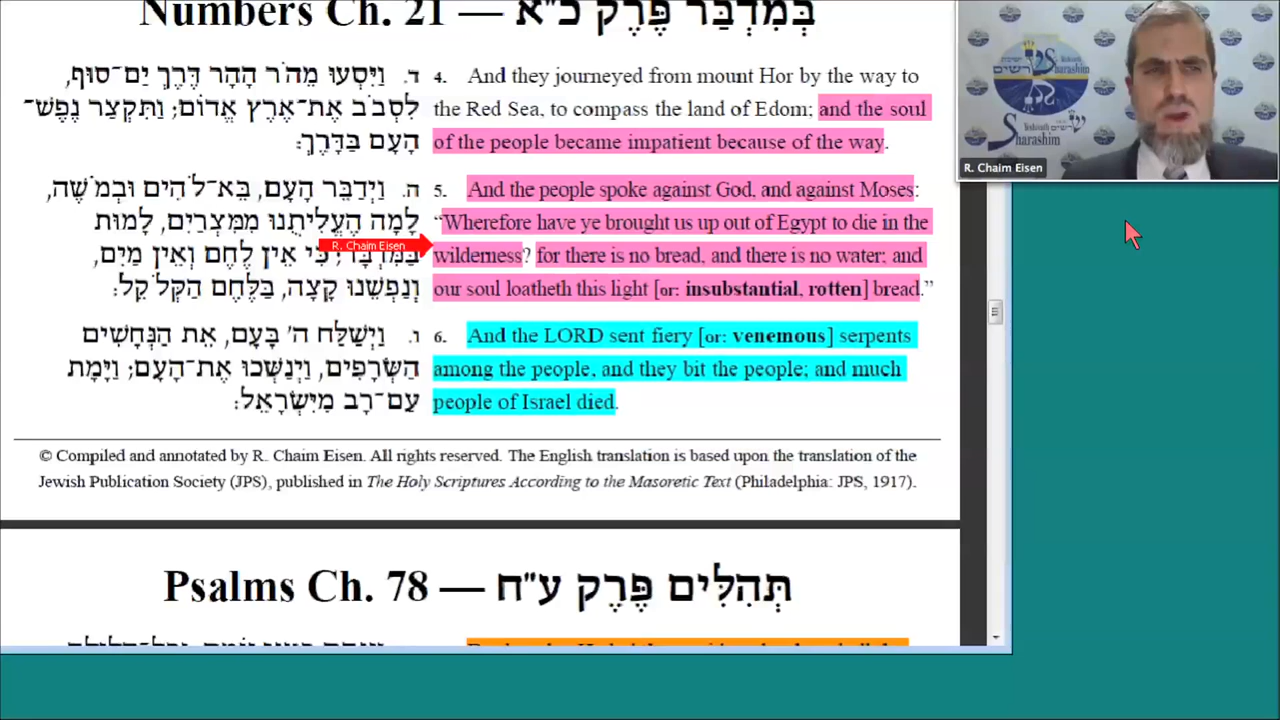 Numbers Ch. 21 — בְּמִדְבַּר פֶּרֶק כ"א
ד. וַיִּסְעוּ מֵהֹר הָהָר דֶּרֶךְ יַם־סוּף,
לִסְבֹב אֶת־אֶרֶץ אֱדוֹם; וַתִּקְצַר נֶפֶשׁ־
הָעָם בַּדָּרֶךְ:
4. And they journeyed from mount Hor by the way to
the Red Sea, to compass the land of Edom; and the soul
of the people became impatient because of the way.
ה. וַיְדַבֵּר הָעָם, בֵּא־לֹהִים וּבְמֹשֶׁה,
לָמָה הֶעֱלִיתֻנוּ מִמִּצְרַיִם, לָמוּת
בַּמִּדְבָּר; כִּי אֵין לֶחֶם וְאֵין מַיִם,
וְנַפְשֵׁנוּ קָצָה, בַּלֶּחֶם הַקְּל קֵל:
5. And the people spoke against God, and against Moses:
“Wherefore have ye brought us up out of Egypt to die in the
wilderness? for there is no bread, and there is no water; and
our soul loatheth this light [or: insubstantial, rotten] bread.”
R. Chaim Eisen
ו. וַיְשַׁלַּח ה' בָּעָם, אֵת הַנְּחָשִׁים
הַשְּׂרָפִים, וַיְנַשְּׁכוּ אֶת־הָעָם; וַיָּמָת
עַם־רָב מִיִּשְׂרָאֵל:
6. And the LORD sent fiery [or: venemous] serpents
among the people, and they bit the people; and much
people of Israel died.
© Compiled and annotated by R. Chaim Eisen. All rights reserved. The English translation is based upon the translation of the
Jewish Publication Society (JPS), published in The Holy Scriptures According to the Masoretic Text (Philadelphia: JPS, 1917).
Psalms Ch. 78 — תְּהִלִּים פֶּרֶק ע"ח
Sharashim
שרשים
Yeshivath
Sharashim
R. Chaim Eisen